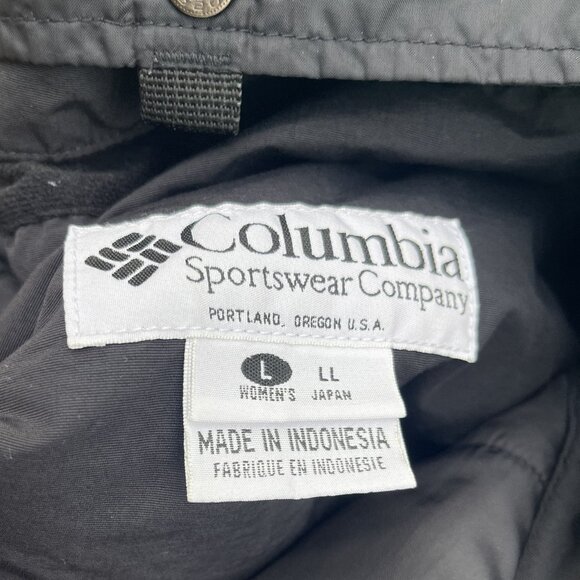 Columbia
Sportswear Company
PORTLAND, OREGON U.S.A.
L LL
WOMEN'S JAPAN
MADE IN INDONESIA
FABRIQUE EN INDONESIE